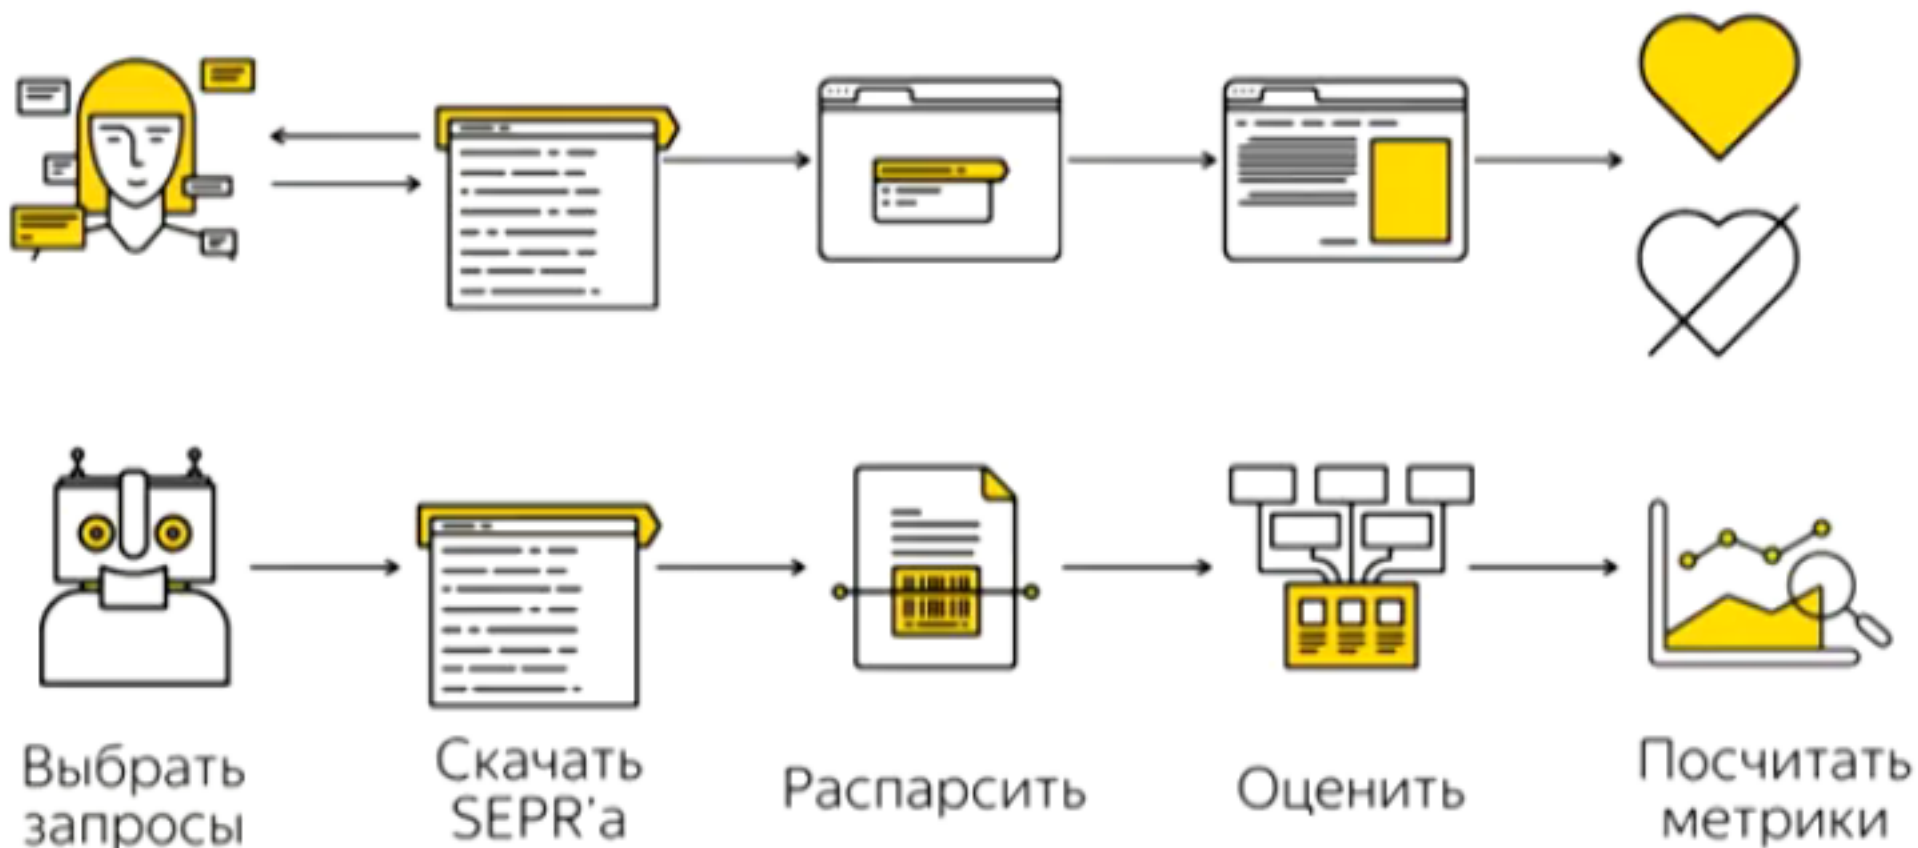 Выбрать
запросы
Скачать
SEPR'а
Распарсить
Оценить
Посчитать
метрики